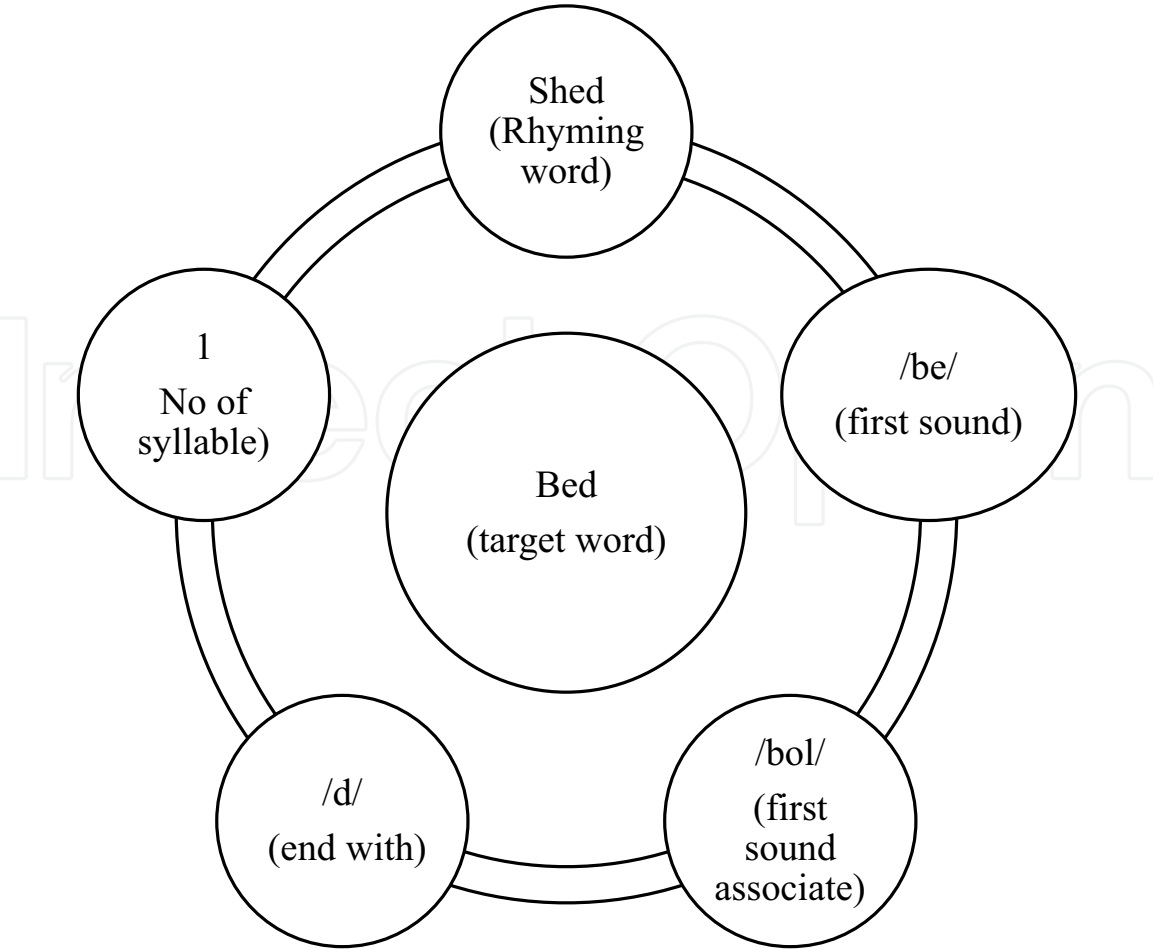 Shed
(Rhyming
word)
/be/
(first sound)
/bol/
(first
sound
associate)
/d/
(end with)
1
No of
syllable)
Bed
(target word)